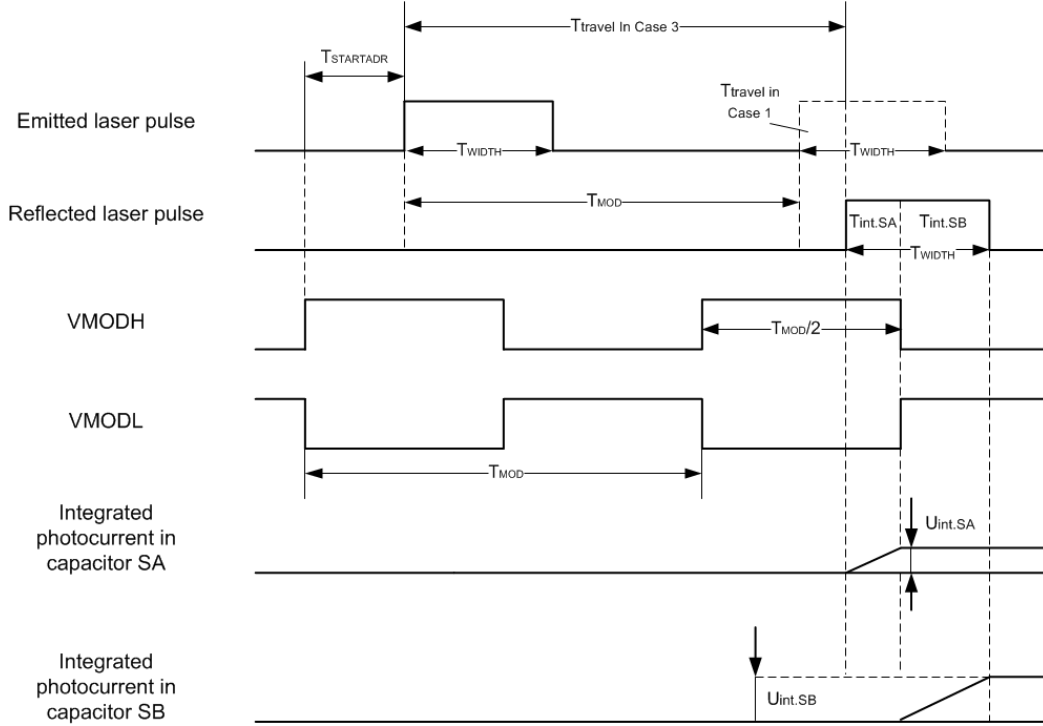 Ttravel In Case 3
TSTARTADR
Ttravel in
Case 1
Emitted laser pulse
TWIDTH
TWIDTH
TMOD
Reflected laser pulse
Tint.SA
Tint.SB
TWIDTH
VMODH
TMOD/2
VMODL
TMOD
Integrated
photocurrent in
capacitor SA
Uint.SA
Integrated
photocurrent in
capacitor SB
Uint.SB